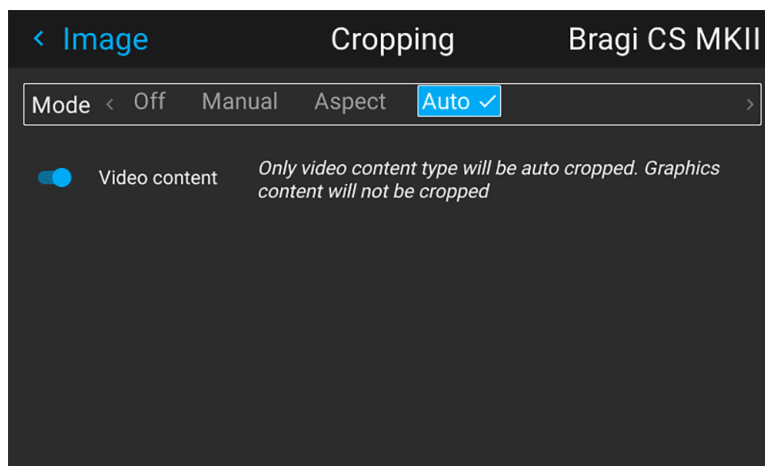 Image Cropping Bragi CS MKII
Mode Off Manual Aspect Auto
Video content Only video content type will be auto cropped. Graphics
content will not be cropped